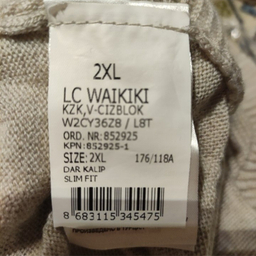 2XL
LC WAIKIKI
KZK,V-CIZBLOK
W2CY36Z8 / LBT
ORD. NR: 852925
KPN: 852925-1
SIZE: 2XL 176/118A
DAR KALIP
SLIM FIT
8 683115 345475